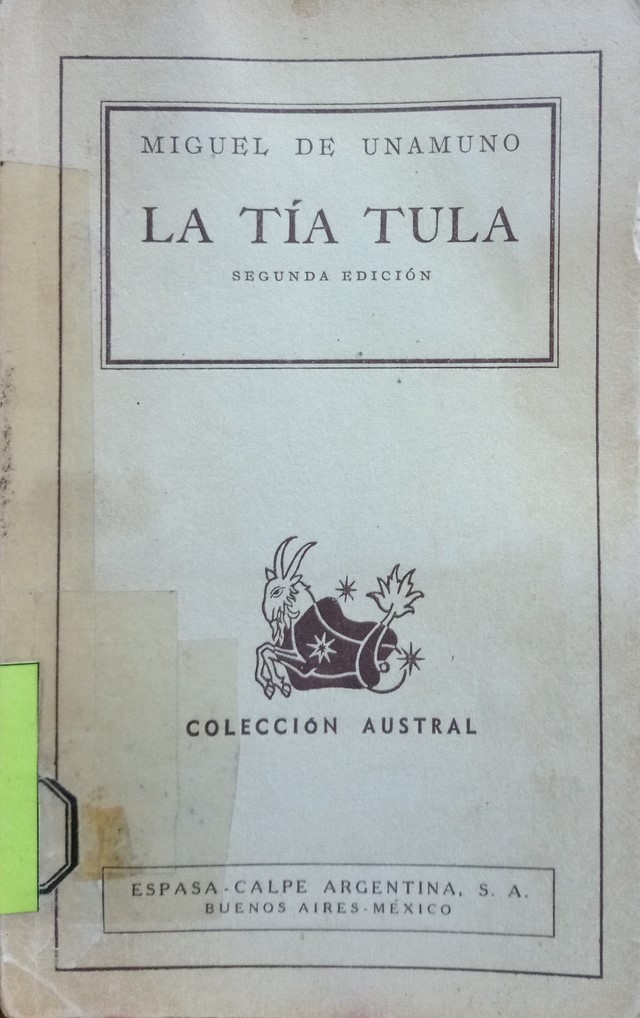 MIGUEL DE UNAMUNO
LA TÍA TULA
SEGUNDA EDICIÓN
COLECCIÓN AUSTRAL
ESPASA-CALPE ARGENTINA, S. A.
BUENOS AIRES-MÉXICO